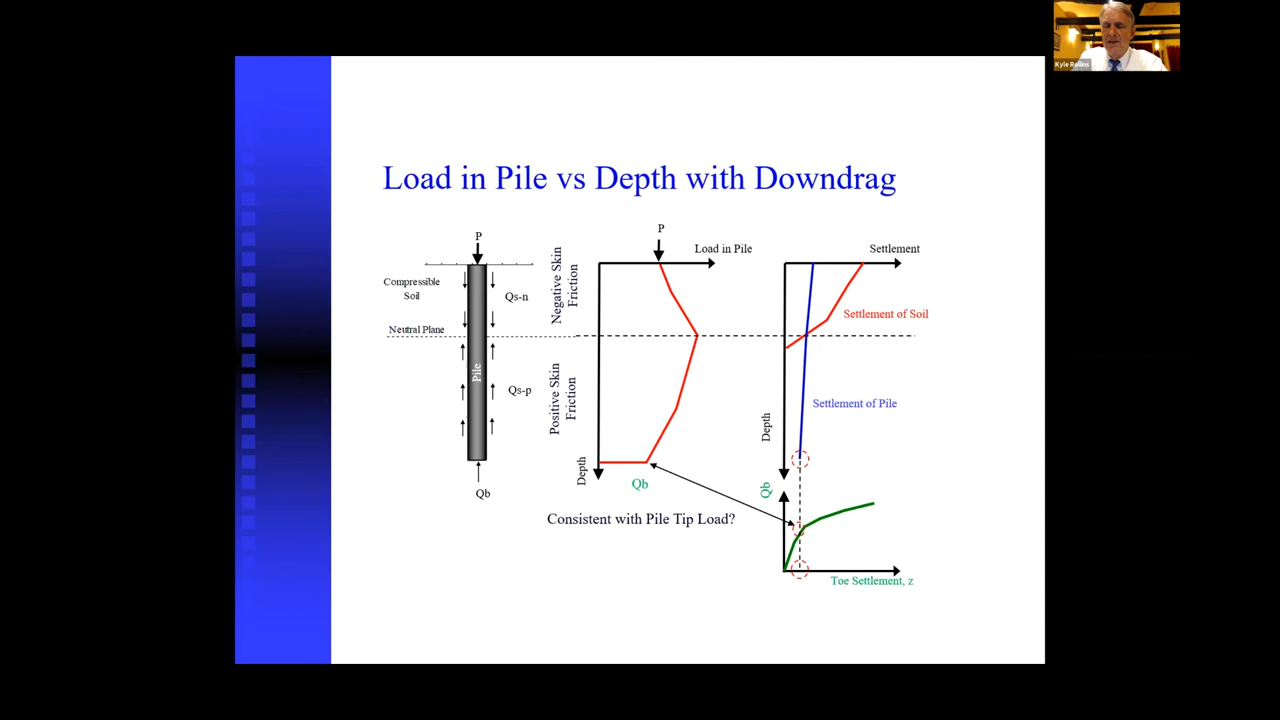 Kyle Rollins
Load in Pile vs Depth with Downdrag
P
Compressible
Soil
Qs-n
Neutral Plane
Pile
Qs-p
Qb
Negative Skin
Friction
Positive Skin
Friction
P
Load in Pile
Depth
Qb
Consistent with Pile Tip Load?
Settlement
Settlement of Soil
Settlement of Pile
Depth
Qb
Toe Settlement, z